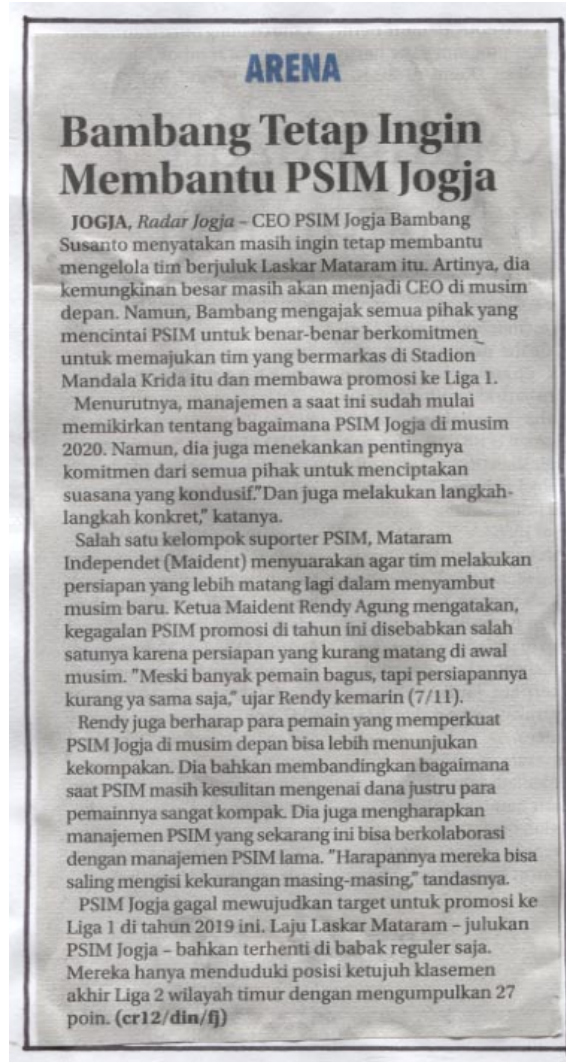 ARENA
Bambang Tetap Ingin
Membantu PSIM Jogja
JOGJA, Radar Jogja – CEO PSIM Jogja Bambang
Susanto menyatakan masih ingin tetap membantu
mengelola tim berjuluk Laskar Mataram itu. Artinya, dia
kemungkinan besar masih akan menjadi CEO di musim
depan. Namun, Bambang mengajak semua pihak yang
mencintai PSIM untuk benar-benar berkomitmen
untuk memajukan tim yang bermarkas di Stadion
Mandala Krida itu dan membawa promosi ke Liga 1.
Menurutnya, manajemen a saat ini sudah mulai
memikirkan tentang bagaimana PSIM Jogja di musim
2020. Namun, dia juga menekankan pentingnya
komitmen dari semua pihak untuk menciptakan
suasana yang kondusif."Dan juga melakukan langkah-
langkah konkret," katanya.
Salah satu kelompok suporter PSIM, Mataram
Independet (Maident) menyuarakan agar tim melakukan
persiapan yang lebih matang lagi dalam menyambut
musim baru. Ketua Maident Rendy Agung mengatakan,
kegagalan PSIM promosi di tahun ini disebabkan salah
satunya karena persiapan yang kurang matang di awal
musim. "Meski banyak pemain bagus, tapi persiapannya
kurang ya sama saja," ujar Rendy kemarin (7/11).
Rendy juga berharap para pemain yang memperkuat
PSIM Jogja di musim depan bisa lebih menunjukan
kekompakan. Dia bahkan membandingkan bagaimana
saat PSIM masih kesulitan mengenai dana justru para
pemainnya sangat kompak. Dia juga mengharapkan
manajemen PSIM yang sekarang ini bisa berkolaborasi
dengan manajemen PSIM lama. "Harapannya mereka bisa
saling mengisi kekurangan masing-masing," tandasnya.
PSIM Jogja gagal mewujudkan target untuk promosi ke
Liga 1 di tahun 2019 ini. Laju Laskar Mataram – julukan
PSIM Jogja – bahkan terhenti di babak reguler saja.
Mereka hanya menduduki posisi ketujuh klasemen
akhir Liga 2 wilayah timur dengan mengumpulkan 27
poin. (cr12/din/fj)